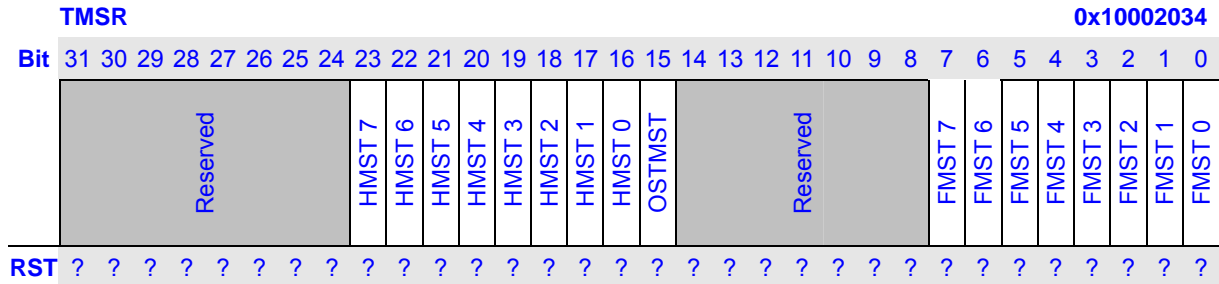 TMSR 0x10002034
Bit 31 30 29 28 27 26 25 24 23 22 21 20 19 18 17 16 15 14 13 12 11 10 9 8 7 6 5 4 3 2 1 0
Reserved HMST 7 HMST 6 HMST 5 HMST 4 HMST 3 HMST 2 HMST 1 HMST 0 OSTMST Reserved FMST 7 FMST 6 FMST 5 FMST 4 FMST 3 FMST 2 FMST 1 FMST 0
RST ? ? ? ? ? ? ? ? ? ? ? ? ? ? ? ? ? ? ? ? ? ? ? ? ? ? ? ? ? ? ? ?